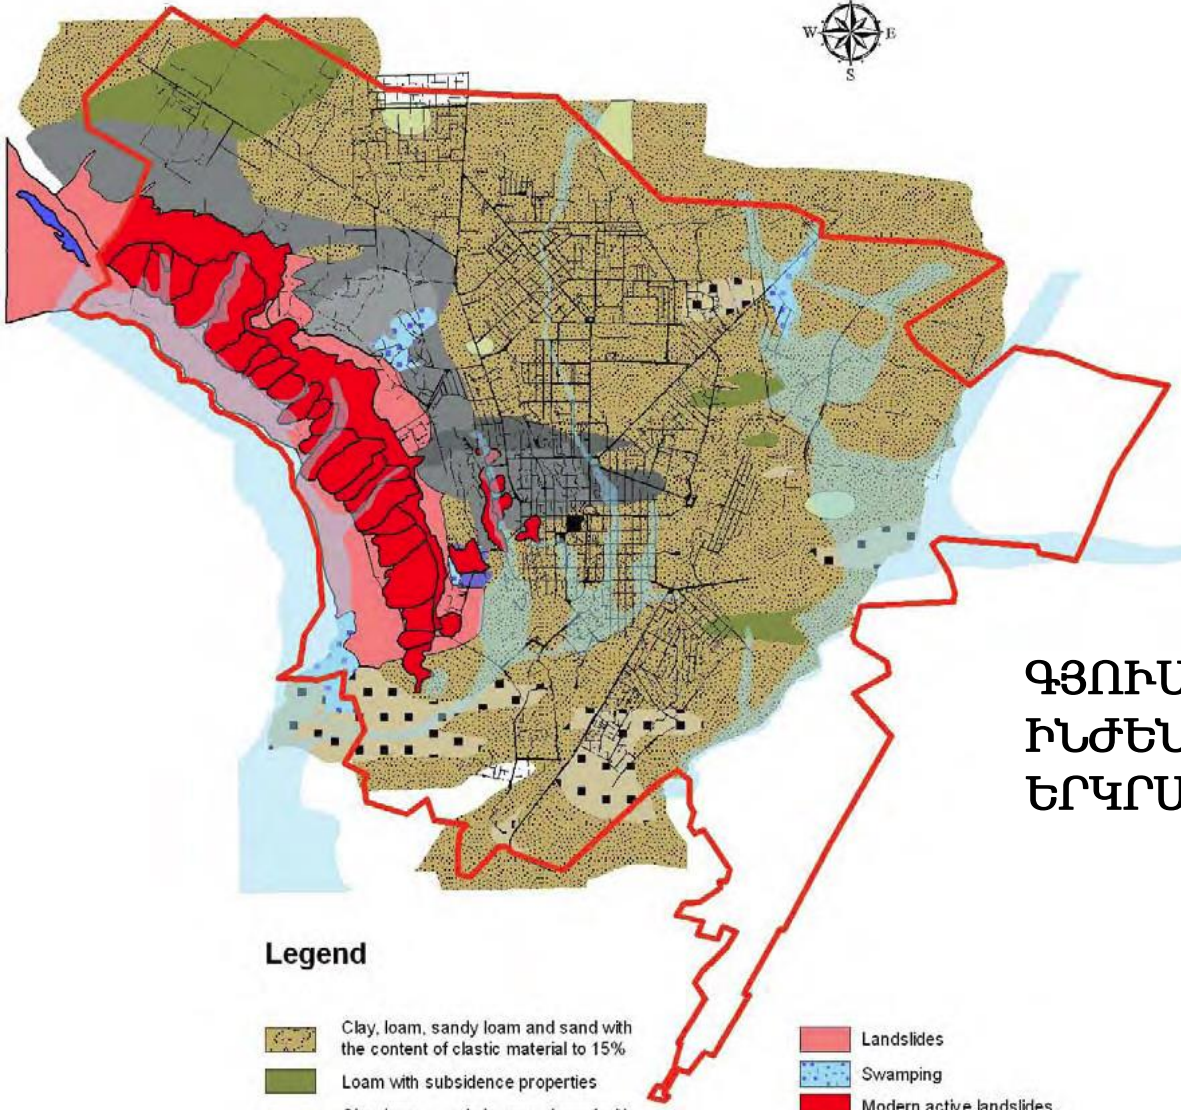 W E
S
ԳՅՈՒՄ
ԻՆԺԵՆ
ԵՐԿՐԱ
Legend
Clay, loam, sandy loam and sand with
the content of clastic material to 15%
Loam with subsidence properties
Landslides
Swamping
Modern active landslides